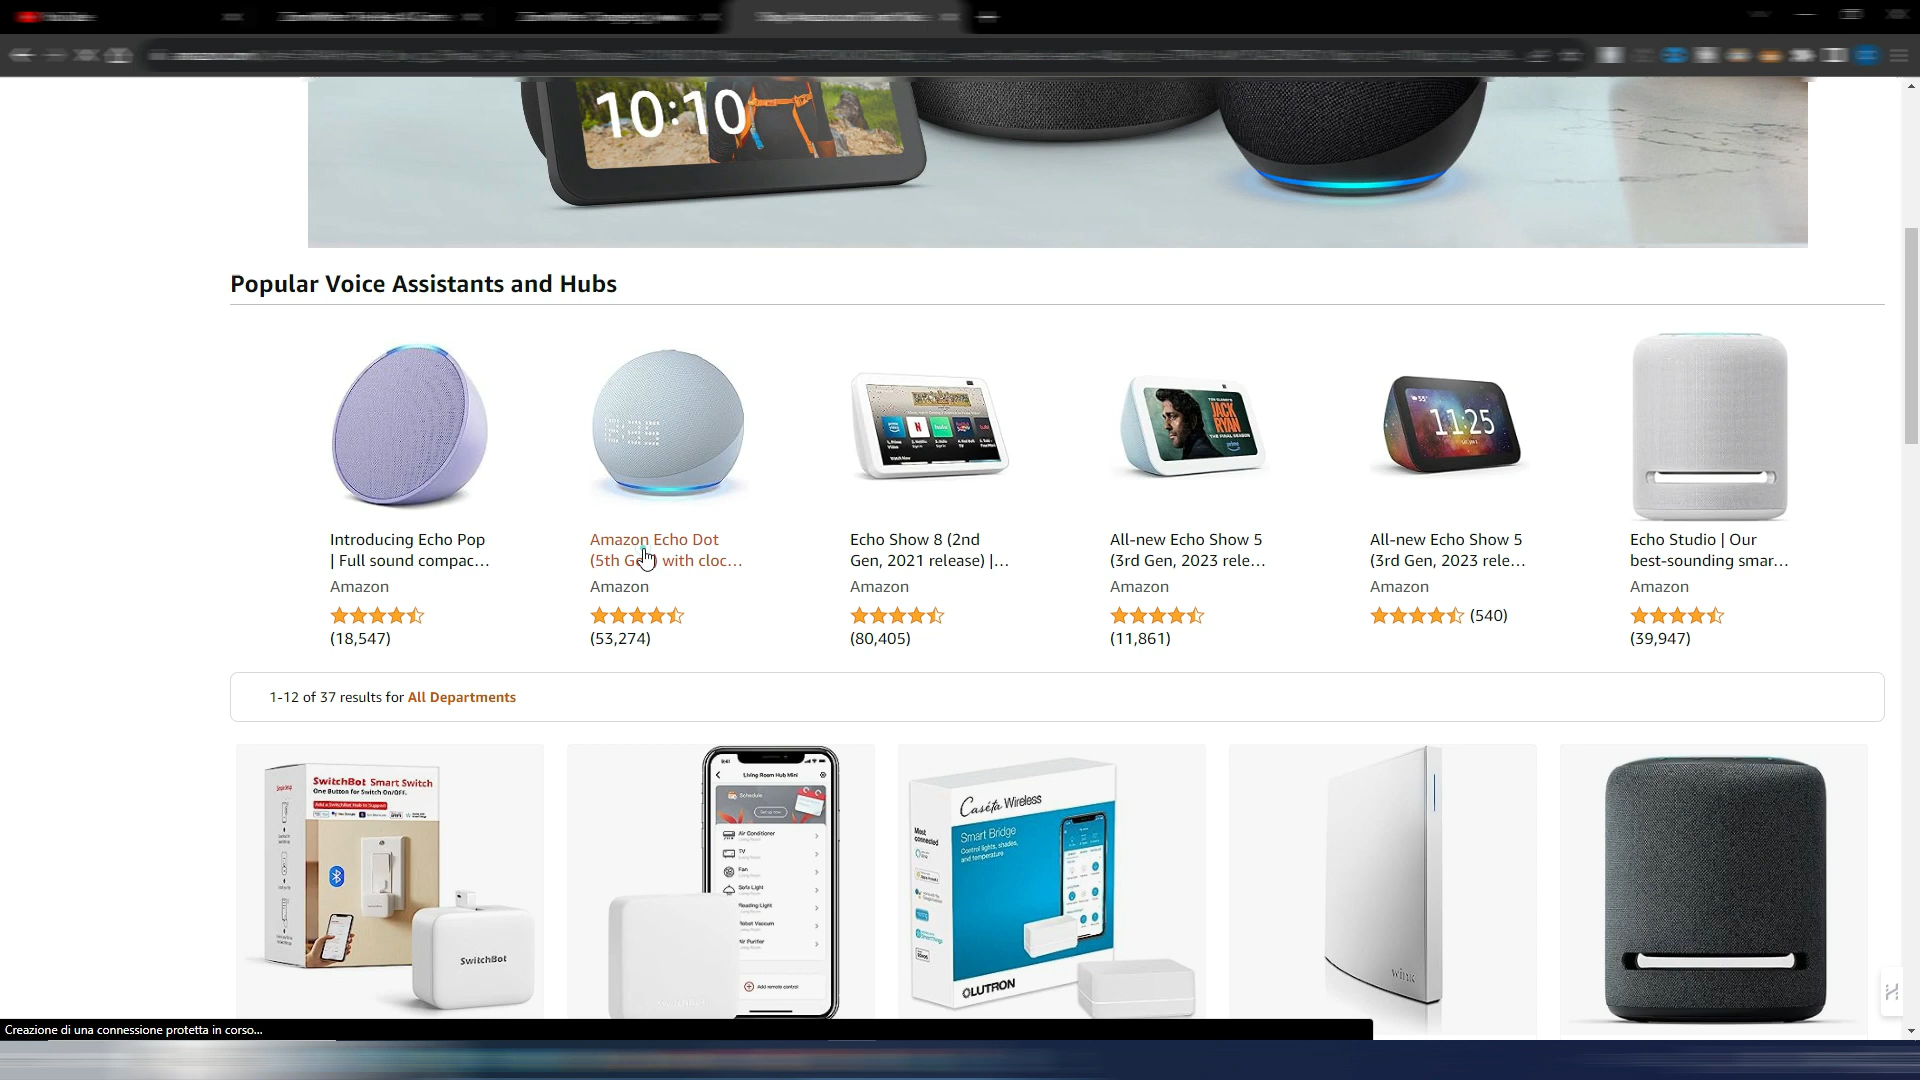 10:10
Popular Voice Assistants and Hubs
JACK
RYAN
11:25
Introducing Echo Pop
| Full sound compac...
Amazon
(18,547)
Amazon Echo Dot
(5th Gen) with cloc...
Amazon
(53,274)
Echo Show 8 (2nd
Gen, 2021 release) |...
Amazon
(80,405)
All-new Echo Show 5
(3rd Gen, 2023 rele...
Amazon
(11,861)
All-new Echo Show 5
(3rd Gen, 2023 rele...
Amazon
(540)
Echo Studio | Our
best-sounding smar...
Amazon
(39,947)
1-12 of 37 results for All Departments
SwitchBot Smart Switch
One Button for Switch On/Off.
SwitchBot
Living Room Hub Mini
Schedule
Air Conditioner
TV
Fan
Sofa Light
Reading Light
Robot Vacuum
Air Purifier
Add remote control
Caséta Wireless
Smart Bridge
Control lights, shades,
and temperature
Most
connected
LUTRON
wink
Creazione di una connessione protetta in corso...